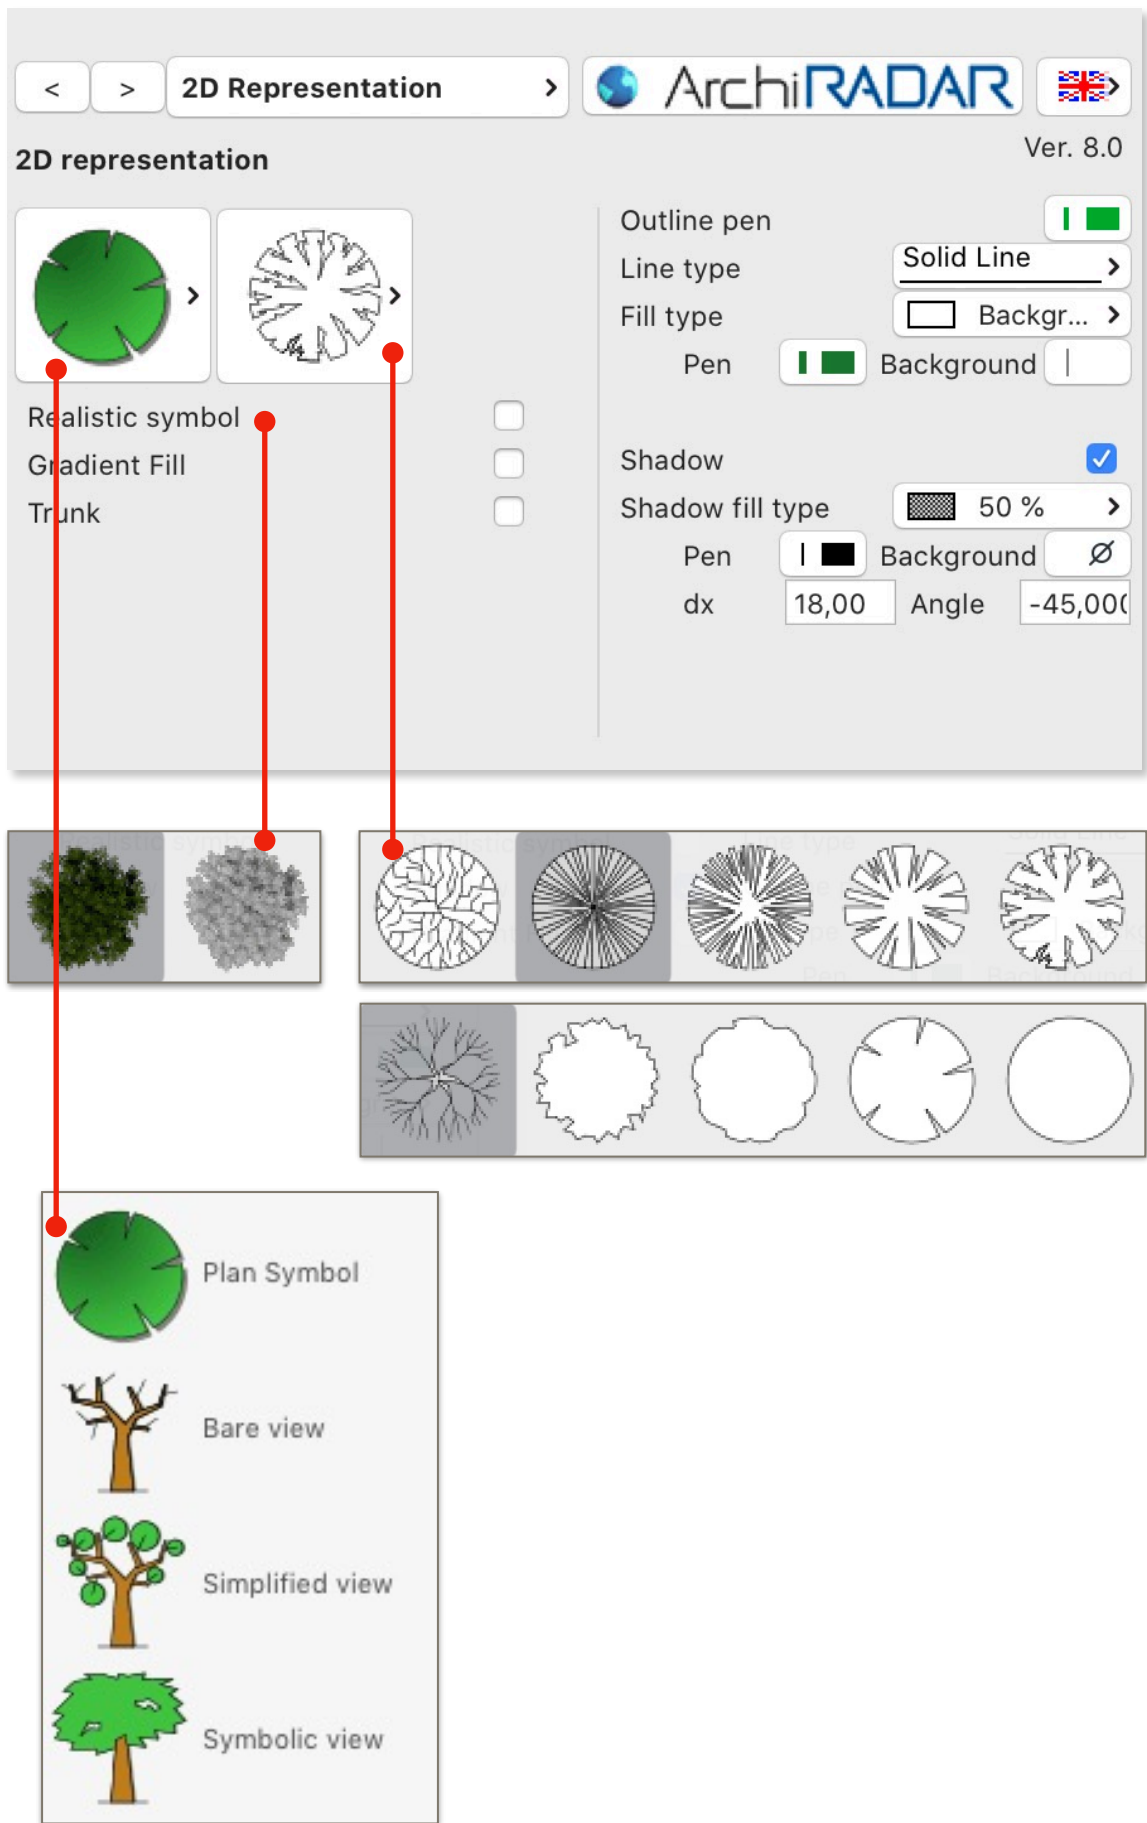 < > 2D Representation > ArchiRADAR >
2D representation
Ver. 8.0
Outline pen
Line type Solid Line >
Fill type Backgr... >
Pen Background
Realistic symbol
Gradient Fill
Trunk
Shadow
Shadow fill type 50 % >
Pen Background
dx 18,00 Angle -45,000
Plan Symbol
Bare view
Simplified view
Symbolic view